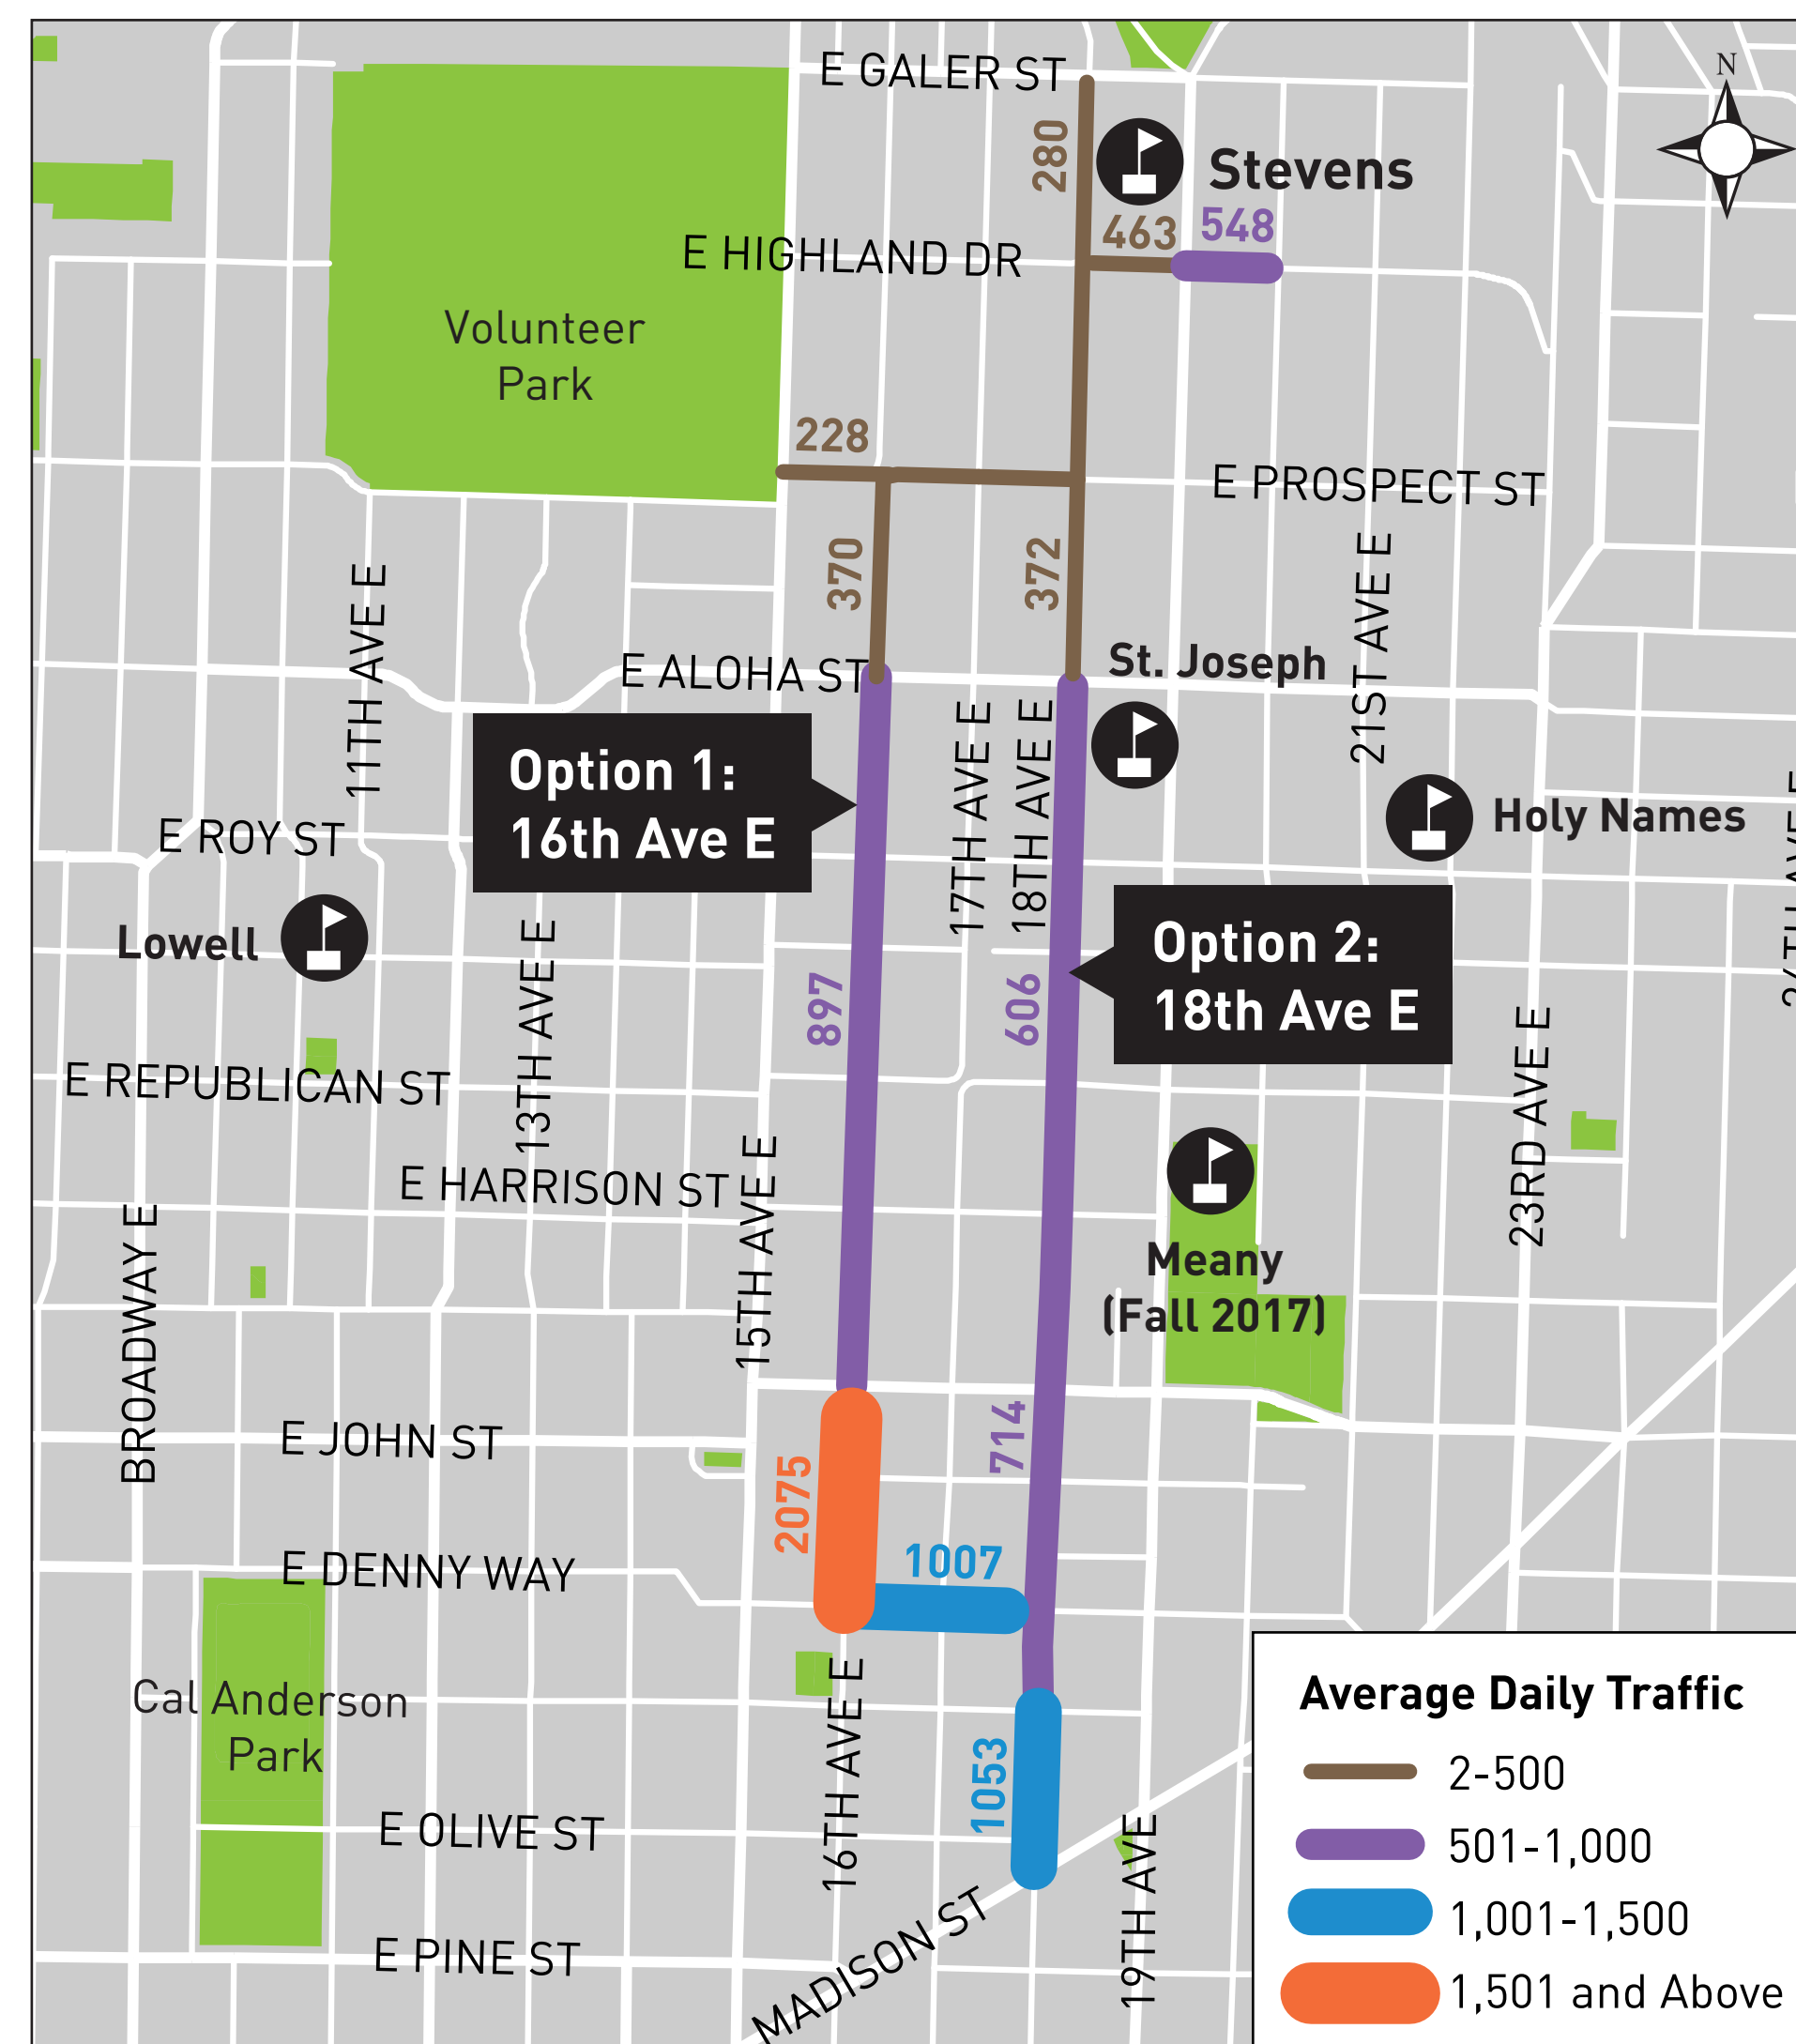 E GALER ST
N
280
Stevens
463
548
E HIGHLAND DR
Volunteer
Park
228
E PROSPECT ST
370
372
11TH AVE E
21ST AVE E
E ALOHA ST
St. Joseph
17TH AVE E
18TH AVE E
Option 1:
16th Ave E
E ROY ST
Holy Names
Lowell
13TH AVE E
Option 2:
18th Ave E
897
606
E REPUBLICAN ST
23RD AVE E
E HARRISON ST
15TH AVE E
BROADWAY E
Meany
(Fall 2017)
E JOHN ST
714
2075
E DENNY WAY
1007
Cal Anderson
Park
16TH AVE E
1053
E OLIVE ST
19TH AVE
E PINE ST
MADISON ST
Average Daily Traffic
2-500
501-1,000
1,001-1,500
1,501 and Above